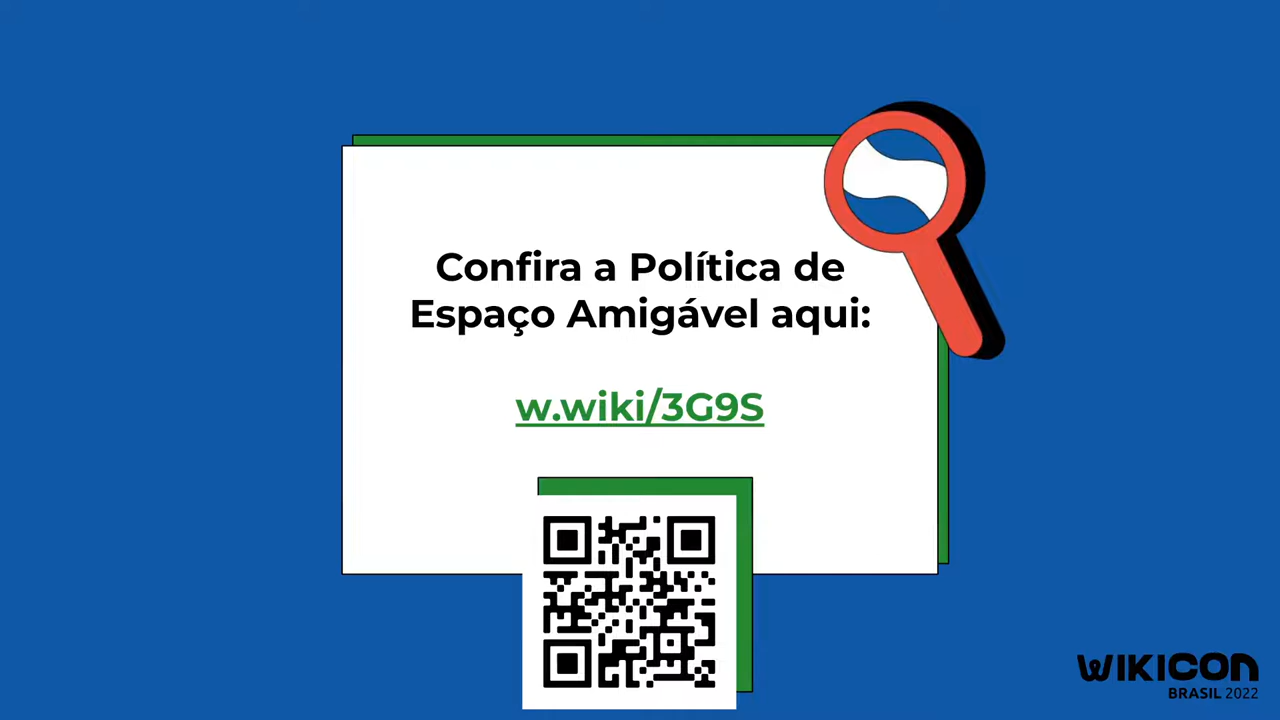 Confira a Política de
Espaço Amigável aqui:
w.wiki/3G9S
WIKICON
BRASIL 2022